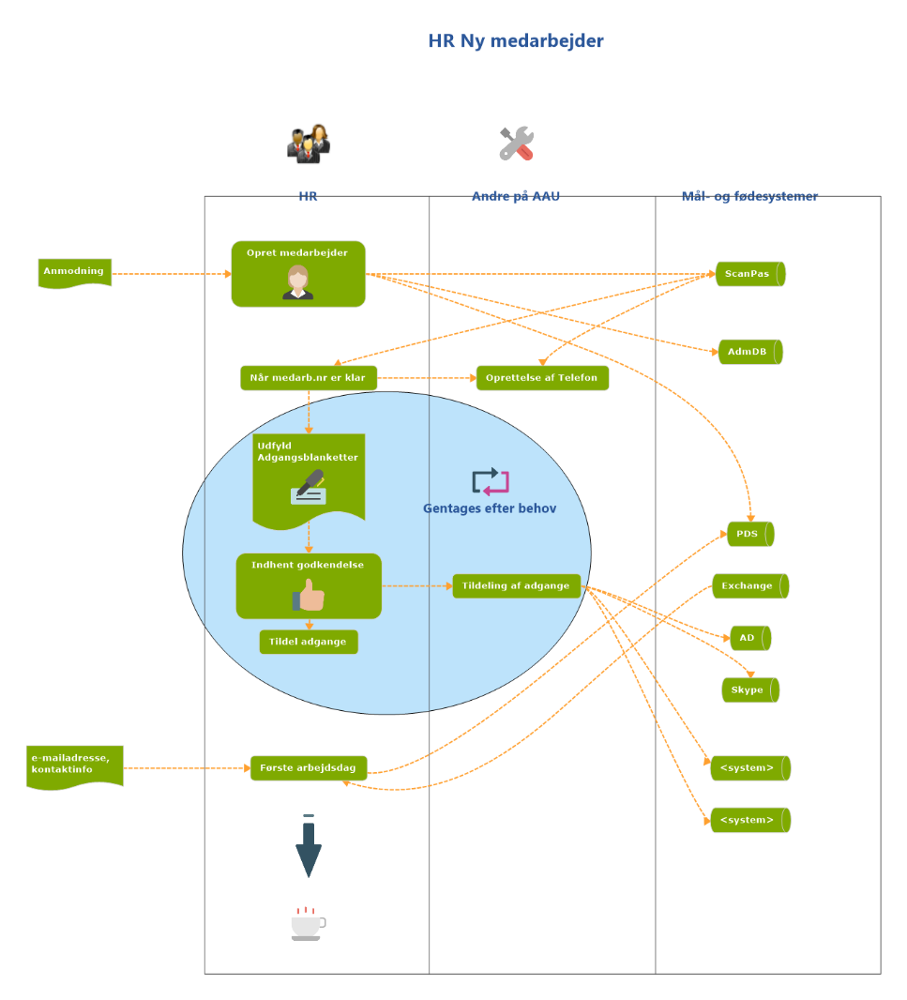 HR Ny medarbejder
HR
Andre på AAU
Mål- og fødesystemer
Opret medarbejder
Anmodning
ScanPas
AdmDB
Når medarb.nr er klar
Oprettelse af Telefon
Udfyld
Adgangsblanketter
Gentages efter behov
PDS
Indhent godkendelse
Tildeling af adgange
Exchange
Tildel adgange
AD
Skype
e-mailadresse,
kontaktinfo
Første arbejdsdag
<system>
<system>